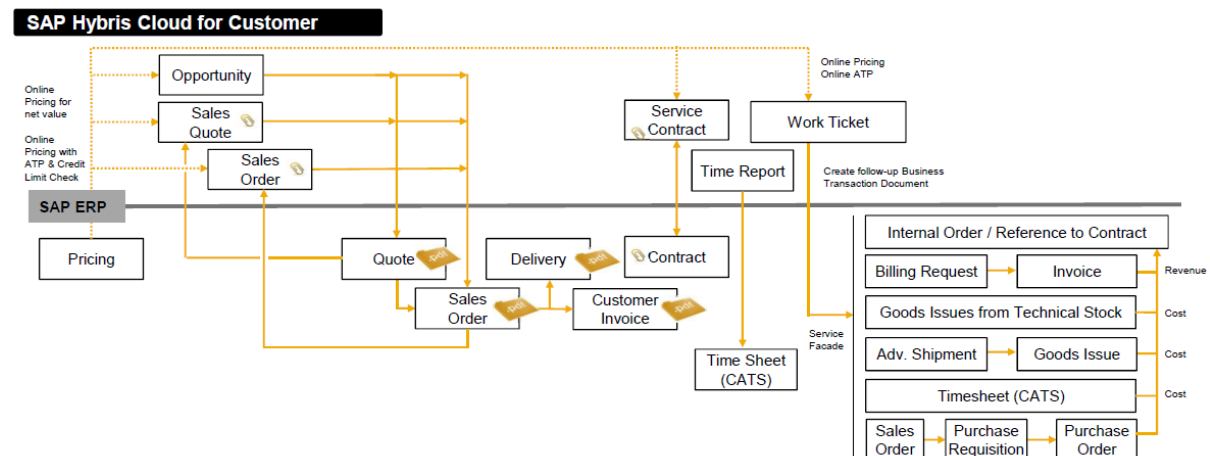 SAP Hybris Cloud for Customer
Online
Pricing for
net value
Online
Pricing with
ATP & Credit
Limit Check
Opportunity
Sales
Quote
Sales
Order
Service
Contract
Online Pricing
Online ATP
Work Ticket
Time Report
Create follow-up Business
Transaction Document
SAP ERP
Pricing
Quote
.pdf
Delivery
.pdf
Contract
Sales
Order
.pdf
Customer
Invoice
.pdf
Time Sheet
(CATS)
Service
Facade
Internal Order / Reference to Contract
Billing Request
Invoice
Revenue
Goods Issues from Technical Stock
Cost
Adv. Shipment
Goods Issue
Cost
Timesheet (CATS)
Cost
Sales
Order
Purchase
Requisition
Purchase
Order